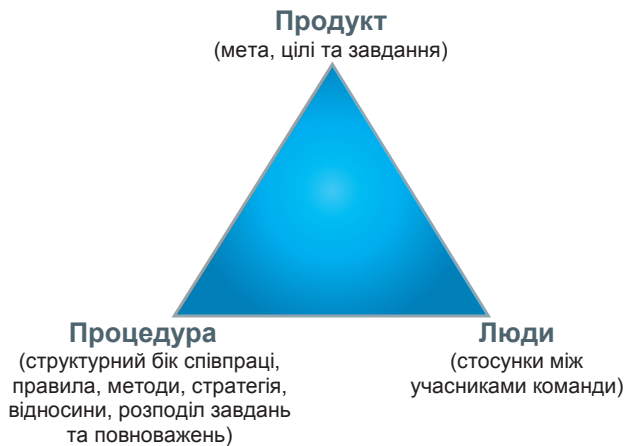 Продукт
(мета, цілі та завдання)
Процедура
(структурний бік співпраці,
правила, методи, стратегія,
відносини, розподіл завдань
та повноважень)
Люди
(стосунки між
учасниками команди)